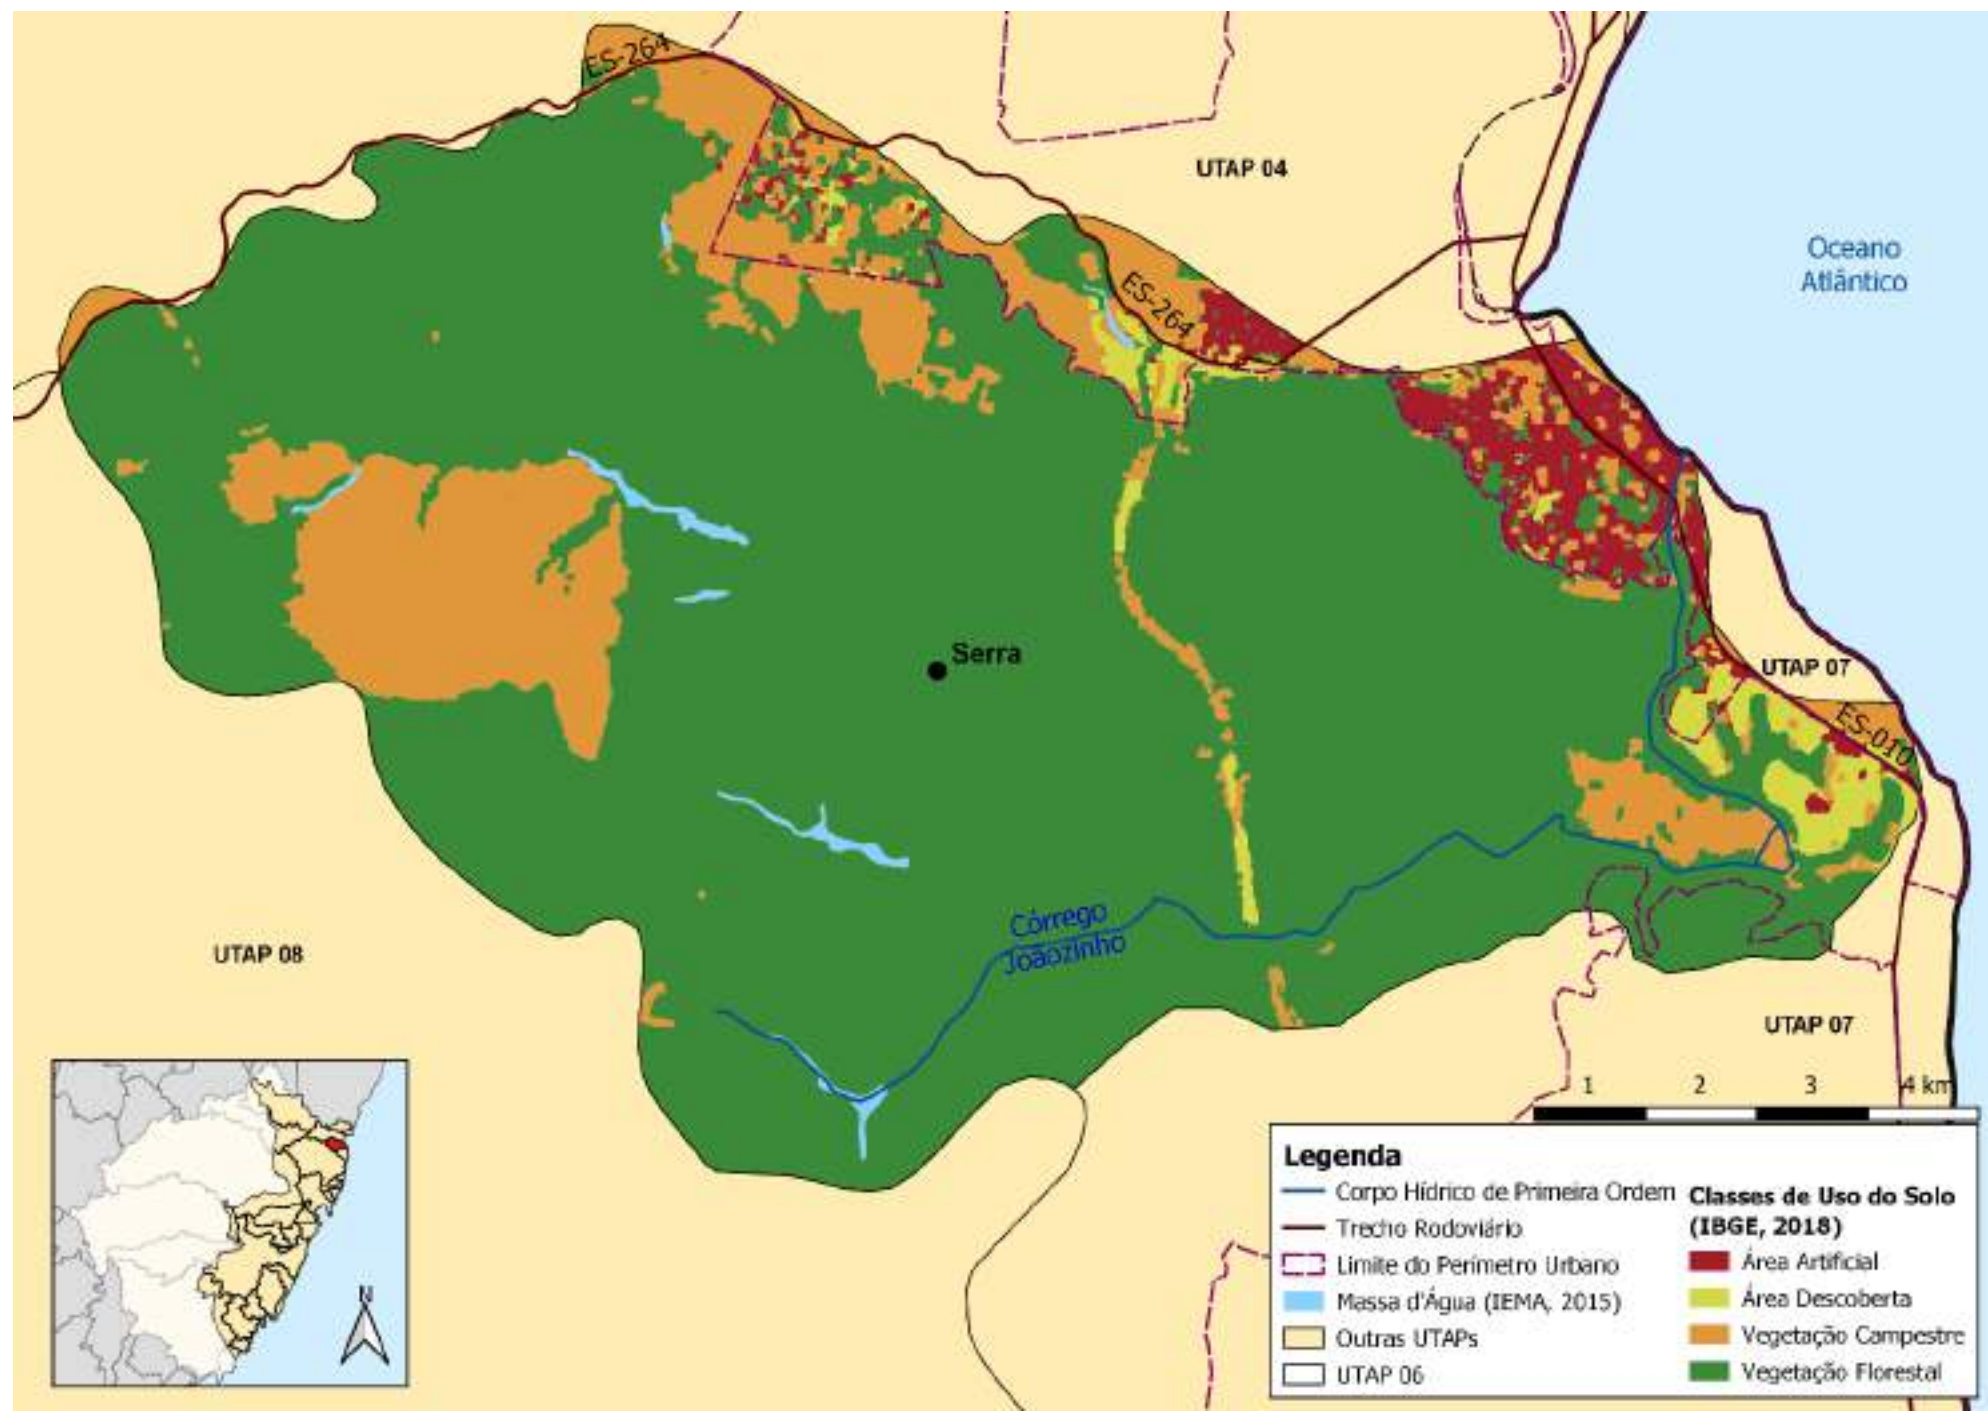 ES-264
UTAP 04
Oceano
Atlântico
ES-264
Serra
UTAP 07
ES-010
Córrego
Joãozinho
UTAP 08
UTAP 07
1 2 3 4 km
N
Legenda
Corpo Hídrico de Primeira Ordem
Trecho Rodoviário
Limite do Perímetro Urbano
Massa d'Água (IEMA, 2015)
Outras UTAPs
UTAP 06
Classes de Uso do Solo
(IBGE, 2018)
Área Artificial
Área Descoberta
Vegetação Campestre
Vegetação Florestal